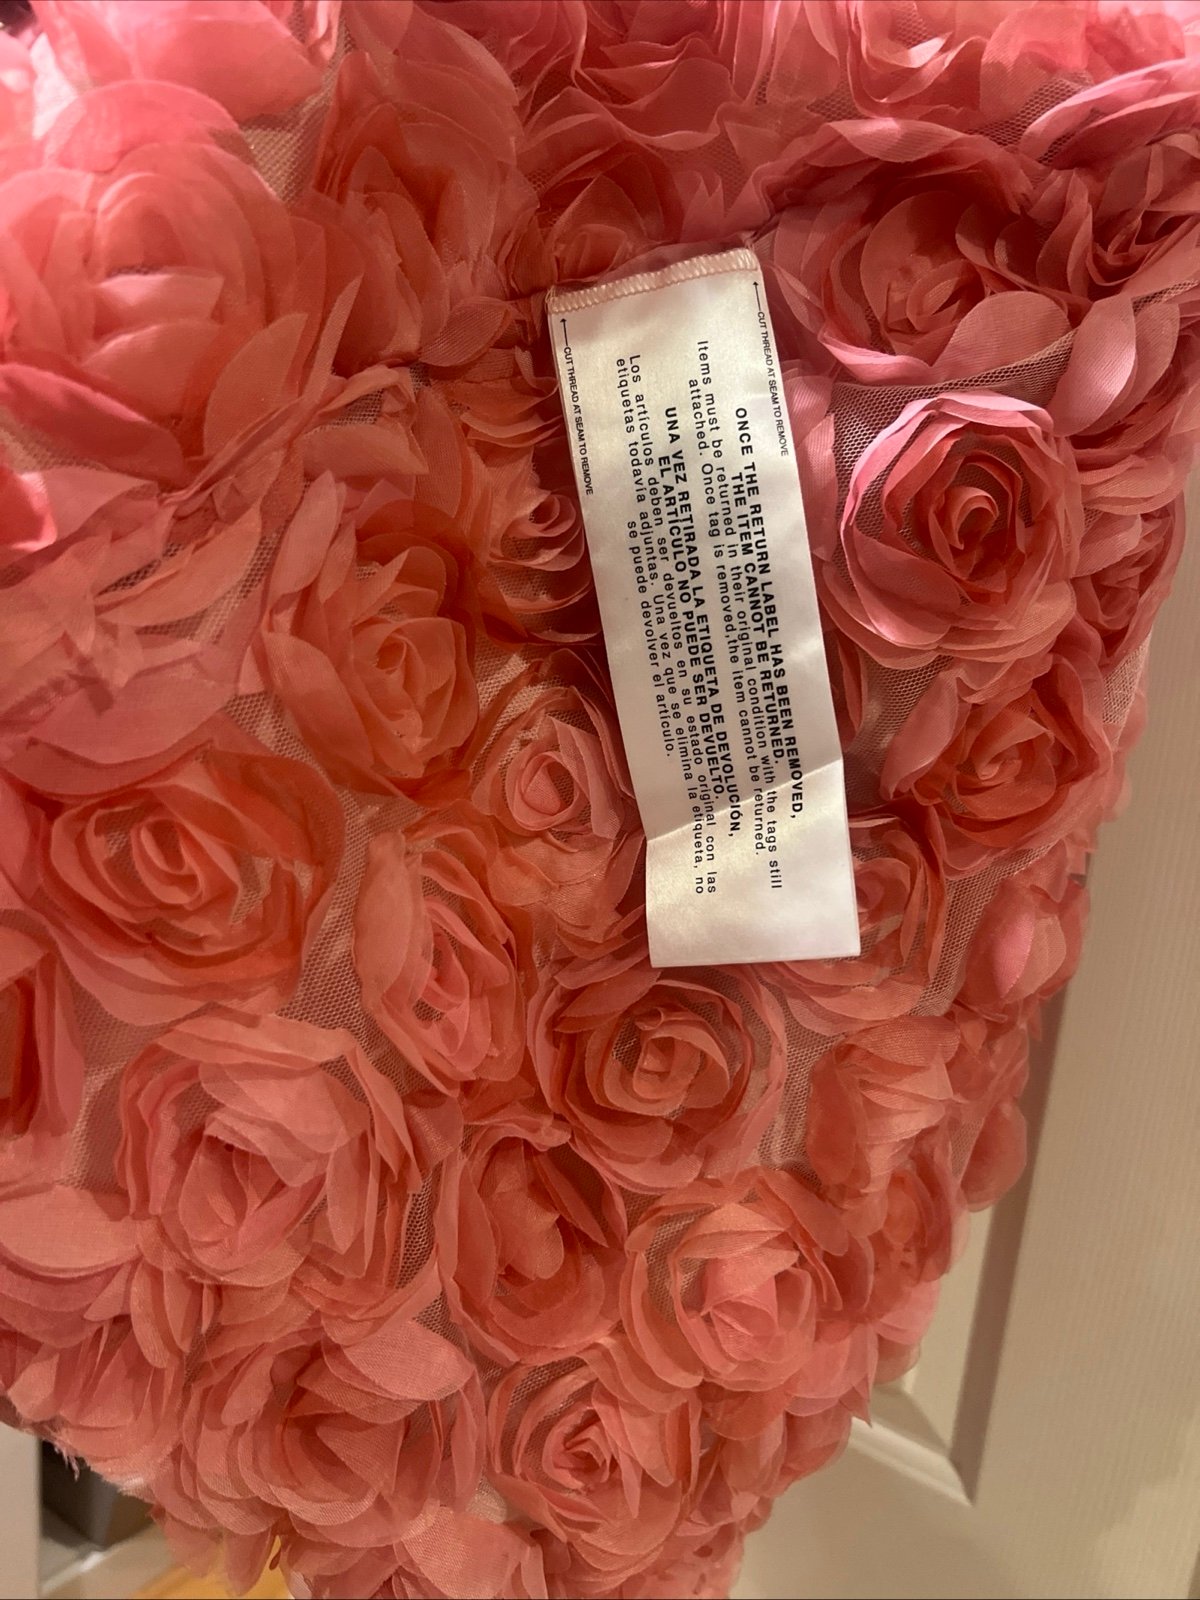 ←CUT THREAD AT SEAM TO REMOVE
ONCE THE RETURN LABEL HAS BEEN REMOVED,
THE ITEM CANNOT BE RETURNED.
Items must be returned in their original condition with the tags still
attached. Once tag is removed,the item cannot be returned.
UNA VEZ RETIRADA LA ETIQUETA DE DEVOLUCIÓN,
EL ARTÍCULO NO PUEDE SER DEVUELTO.
Los artículos deben ser devueltos en su estado original con las
etiquetas todavía adjuntas. Una vez que se elimina la etiqueta, no
se puede devolver el artículo.
←CUT THREAD AT SEAM TO REMOVE